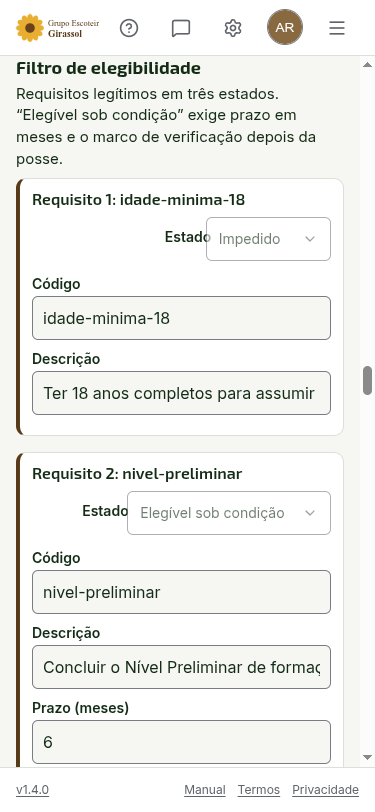 Grupo Escoteir
Girassol
AR
Filtro de elegibilidade
Requisitos legítimos em três estados.
“Elegível sob condição” exige prazo em
meses e o marco de verificação depois da
posse.
Requisito 1: idade-minima-18
Estado
Impedido
Código
idade-minima-18
Descrição
Ter 18 anos completos para assumir
Requisito 2: nivel-preliminar
Estado
Elegível sob condição
Código
nivel-preliminar
Descrição
Concluir o Nível Preliminar de formaç
Prazo (meses)
6
v1.4.0
Manual
Termos
Privacidade